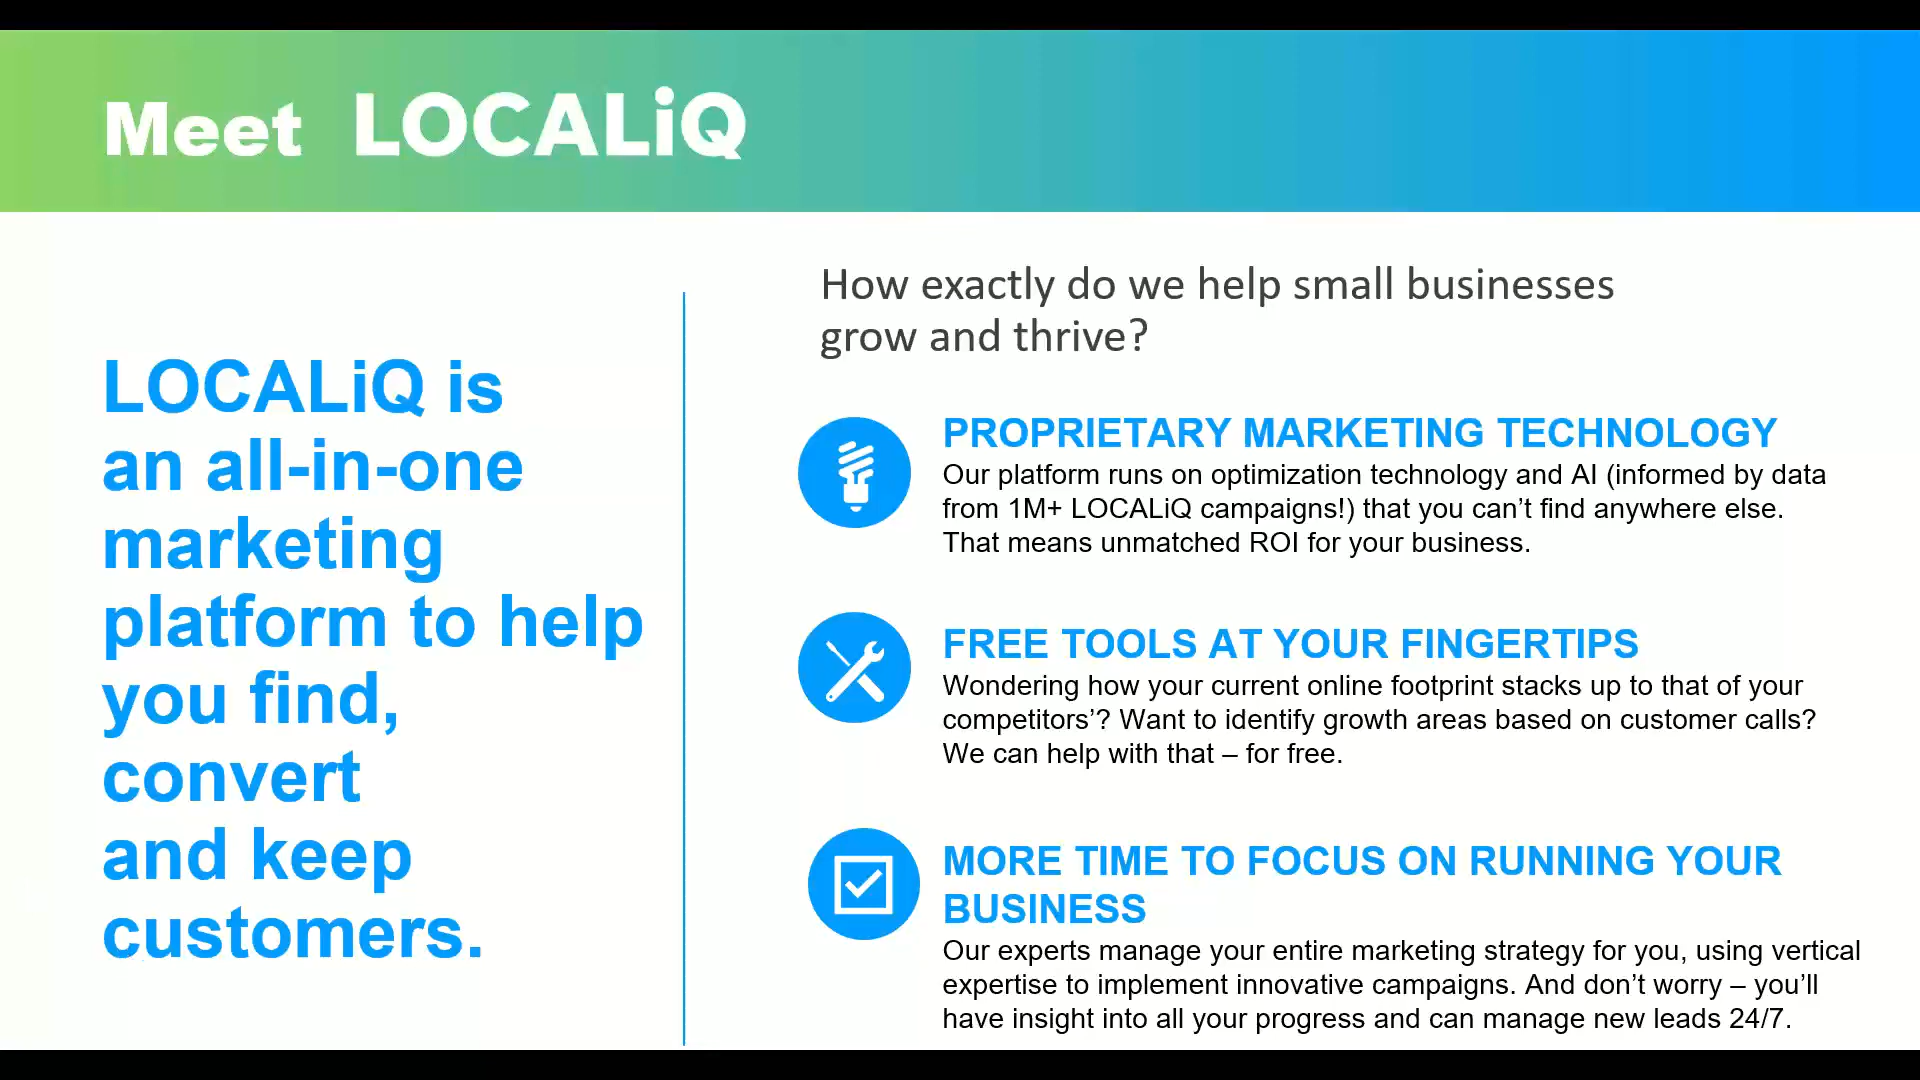 Meet LOCALiQ
LOCALiQ is
an all-in-one
marketing
platform to help
you find,
convert
and keep
customers.
How exactly do we help small businesses
grow and thrive?
PROPRIETARY MARKETING TECHNOLOGY
Our platform runs on optimization technology and AI (informed by data
from 1M+ LOCALiQ campaigns!) that you can’t find anywhere else.
That means unmatched ROI for your business.
FREE TOOLS AT YOUR FINGERTIPS
Wondering how your current online footprint stacks up to that of your
competitors’? Want to identify growth areas based on customer calls?
We can help with that – for free.
MORE TIME TO FOCUS ON RUNNING YOUR
BUSINESS
Our experts manage your entire marketing strategy for you, using vertical
expertise to implement innovative campaigns. And don’t worry – you’ll
have insight into all your progress and can manage new leads 24/7.